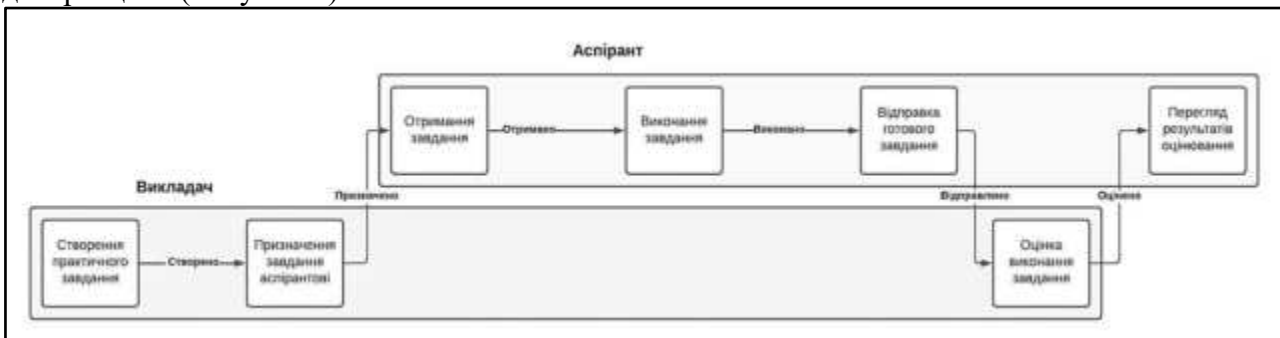 Аспірант
Отримання
завдання
Отримано
Виконання
завдання
Виконано
Відправка
готового
завдання
Перегляд
результатів
оцінювання
Викладач
Призначено
Відправлено
Оцінено
Створення
практичного
завдання
Створено
Призначення
завдання
аспірантові
Оцінка
виконання
завдання